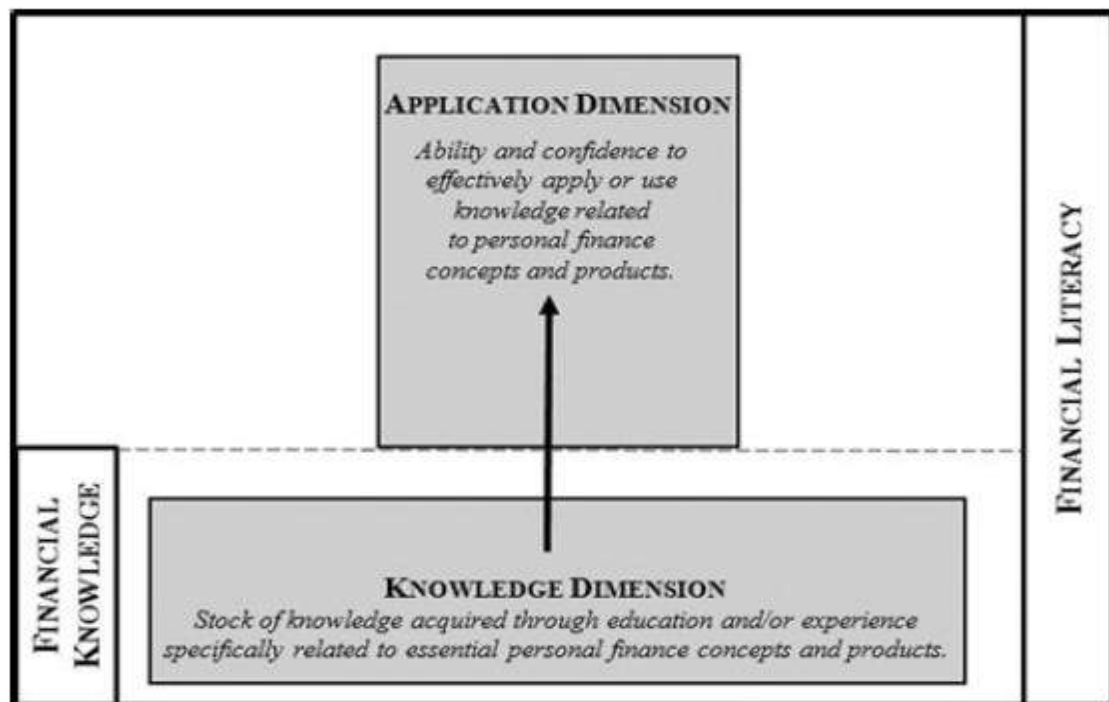 APPLICATION DIMENSION
Ability and confidence to
effectively apply or use
knowledge related
to personal finance
concepts and products.
FINANCIAL LITERACY
FINANCIAL
KNOWLEDGE
KNOWLEDGE DIMENSION
Stock of knowledge acquired through education and/or experience
specifically related to essential personal finance concepts and products.